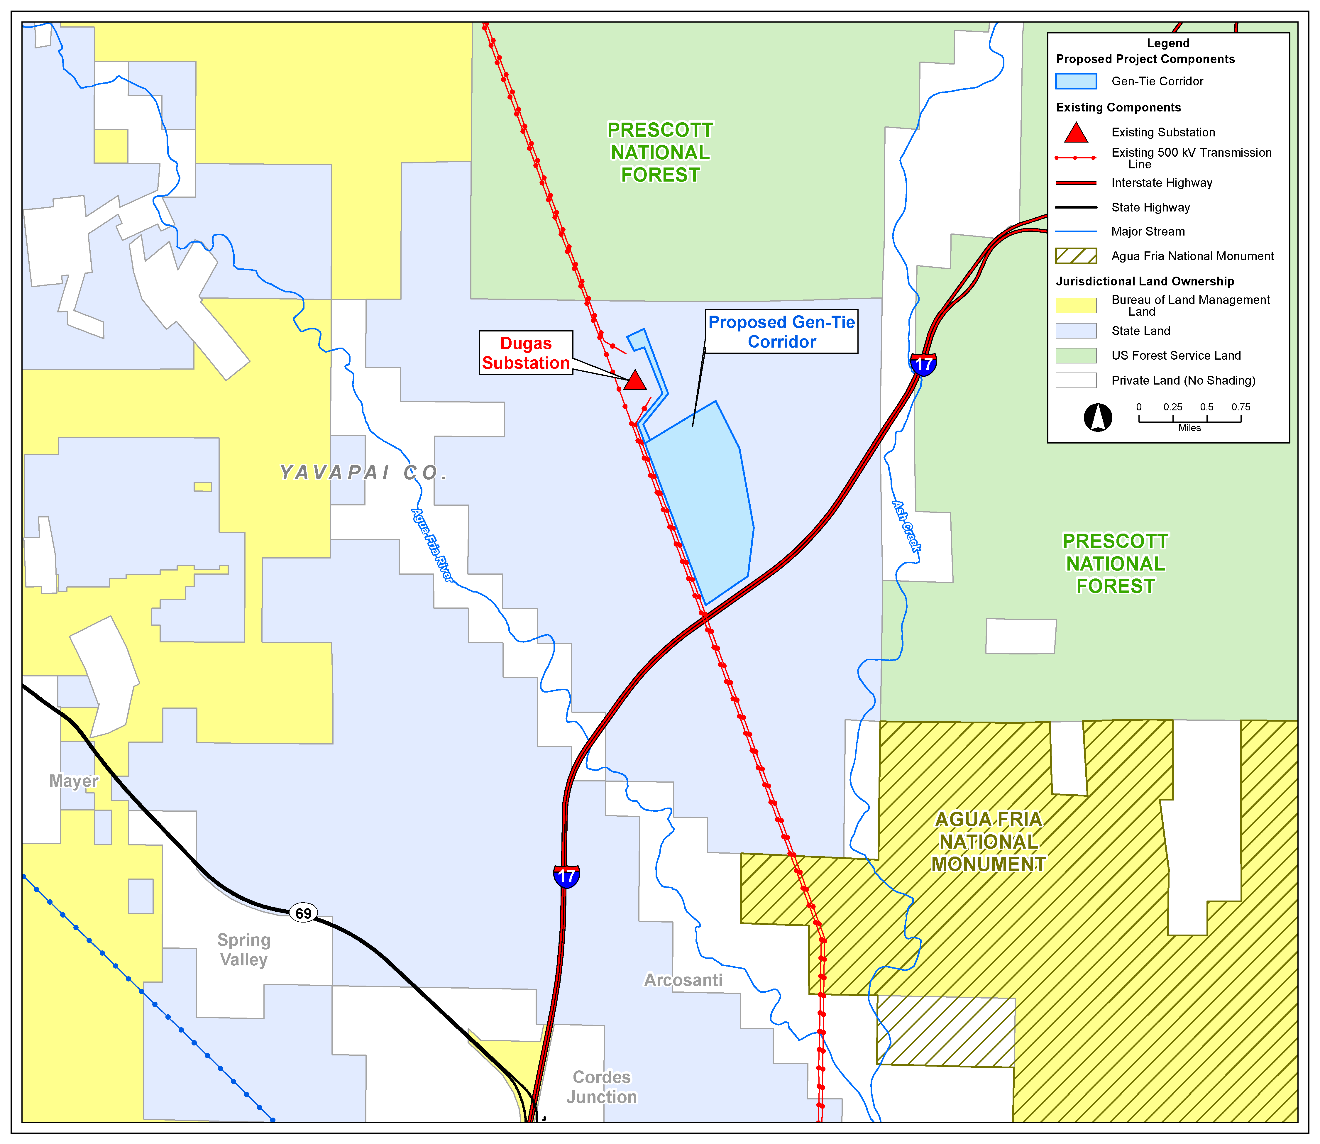 PRESCOTT
NATIONAL
FOREST
Dugas
Substation
Proposed Gen-Tie
Corridor
17
YAVAPAI CO.
Agua Fria River
Ash Creek
PRESCOTT
NATIONAL
FOREST
Mayer
AGUA FRIA
NATIONAL
MONUMENT
17
69
Spring
Valley
Arcosanti
Cordes
Junction
Legend
Proposed Project Components
Gen-Tie Corridor
Existing Components
Existing Substation
Existing 500 kV Transmission
Line
Interstate Highway
State Highway
Major Stream
Agua Fria National Monument
Jurisdictional Land Ownership
Bureau of Land Management
Land
State Land
US Forest Service Land
Private Land (No Shading)
0 0.25 0.5 0.75
Miles